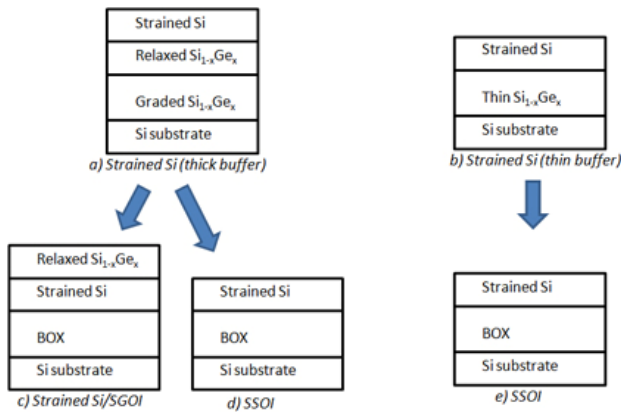 Strained Si
Relaxed Si₁₋ₓGeₓ
Graded Si₁₋ₓGeₓ
Si substrate
a) Strained Si (thick buffer)
Strained Si
Thin Si₁₋ₓGeₓ
Si substrate
b) Strained Si (thin buffer)
Relaxed Si₁₋ₓGeₓ
Strained Si
BOX
Si substrate
c) Strained Si/SGOI
Strained Si
BOX
Si substrate
d) SSOI
Strained Si
BOX
Si substrate
e) SSOI